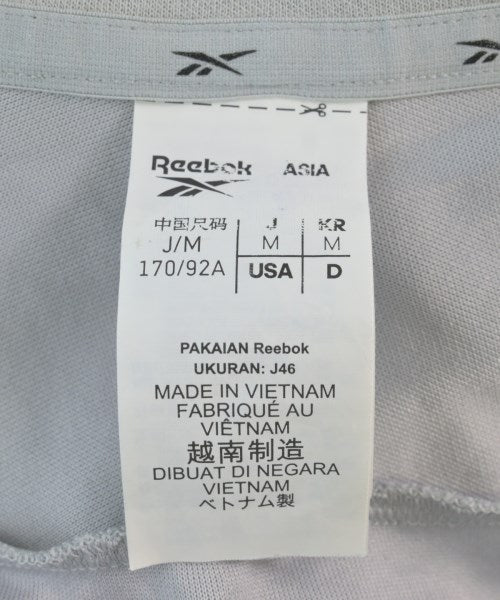 Reebok ASIA
中国尺码 J KR
J/M M M
170/92A USA D
PAKAIAN Reebok
UKURAN: J46
MADE IN VIETNAM
FABRIQUÉ AU
VIÊTNAM
越南制造
DIBUAT DI NEGARA
VIETNAM
ベトナム製